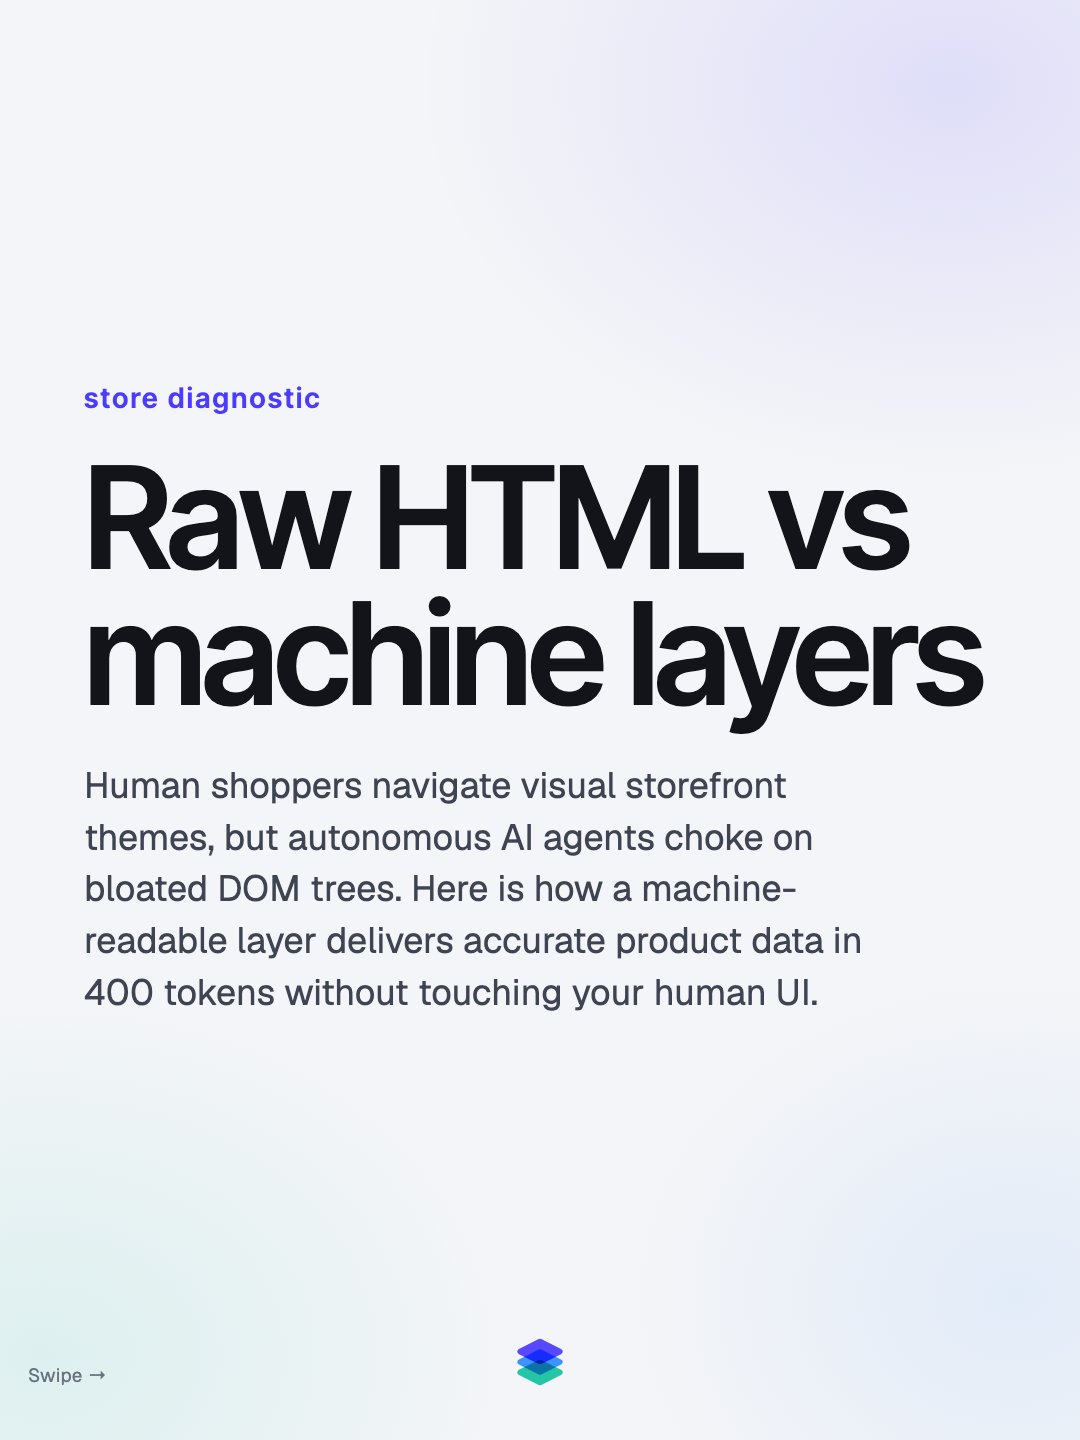 store diagnostic
Raw HTML vs
machine layers
Human shoppers navigate visual storefront
themes, but autonomous AI agents choke on
bloated DOM trees. Here is how a machine-
readable layer delivers accurate product data in
400 tokens without touching your human UI.
Swipe →